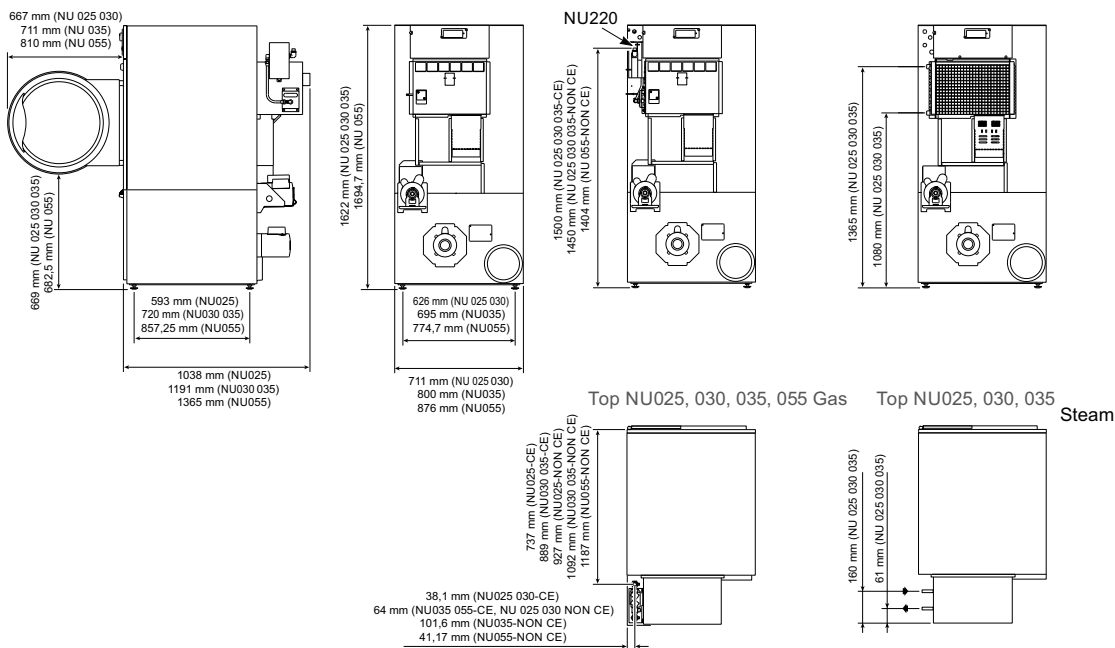 667 mm (NU 025 030)
711 mm (NU 035)
810 mm (NU 055)
669 mm (NU 025 030 035)
682,5 mm (NU 055)
593 mm (NU025)
720 mm (NU030 035)
857,25 mm (NU055)
1038 mm (NU025)
1191 mm (NU030 035)
1365 mm (NU055)
1622 mm (NU 025 030 035)
1694,7 mm (NU 055)
626 mm (NU 025 030)
695 mm (NU035)
774,7 mm (NU055)
711 mm (NU 025 030)
800 mm (NU035)
876 mm (NU055)
NU220
1500 mm (NU 025 030 035-CE)
1450 mm (NU 025 030 035-NON CE)
1404 mm (NU 055-NON CE)
1365 mm (NU 025 030 035)
1080 mm (NU 025 030 035)
Top NU025, 030, 035, 055 Gas
737 mm (NU025-CE)
889 mm (NU030 035-CE)
927 mm (NU025-NON CE)
1092 mm (NU030 035-NON CE)
1187 mm (NU055-NON CE)
38,1 mm (NU025 030-CE)
64 mm (NU035 055-CE, NU 025 030 NON CE)
101,6 mm (NU035-NON CE)
41,17 mm (NU055-NON CE)
Top NU025, 030, 035
Steam
160 mm (NU 025 030 035)
61 mm (NU 025 030 035)